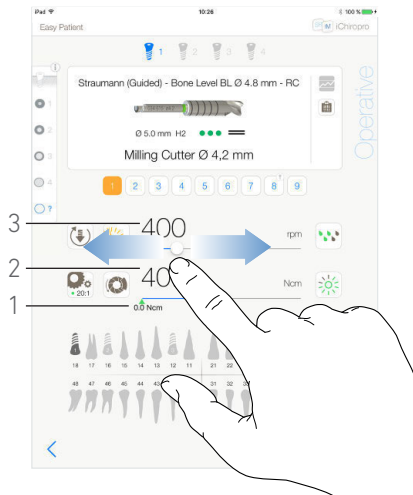 iPad 10:26 100 %
Easy Patient iChiropro
1 2 3 4
Straumann (Guided) - Bone Level BL Ø 4.8 mm - RC
Ø 5.0 mm H2
Milling Cutter Ø 4,2 mm
Operative
1
2
3
4
?
1 2 3 4 5 6 7 8 9
3 400 rpm
2 40 Ncm
20:1
1 0.0 Ncm
18 17 16 15 14 13 12 11 21 22
48 47 46 45 44 43 31 32 33